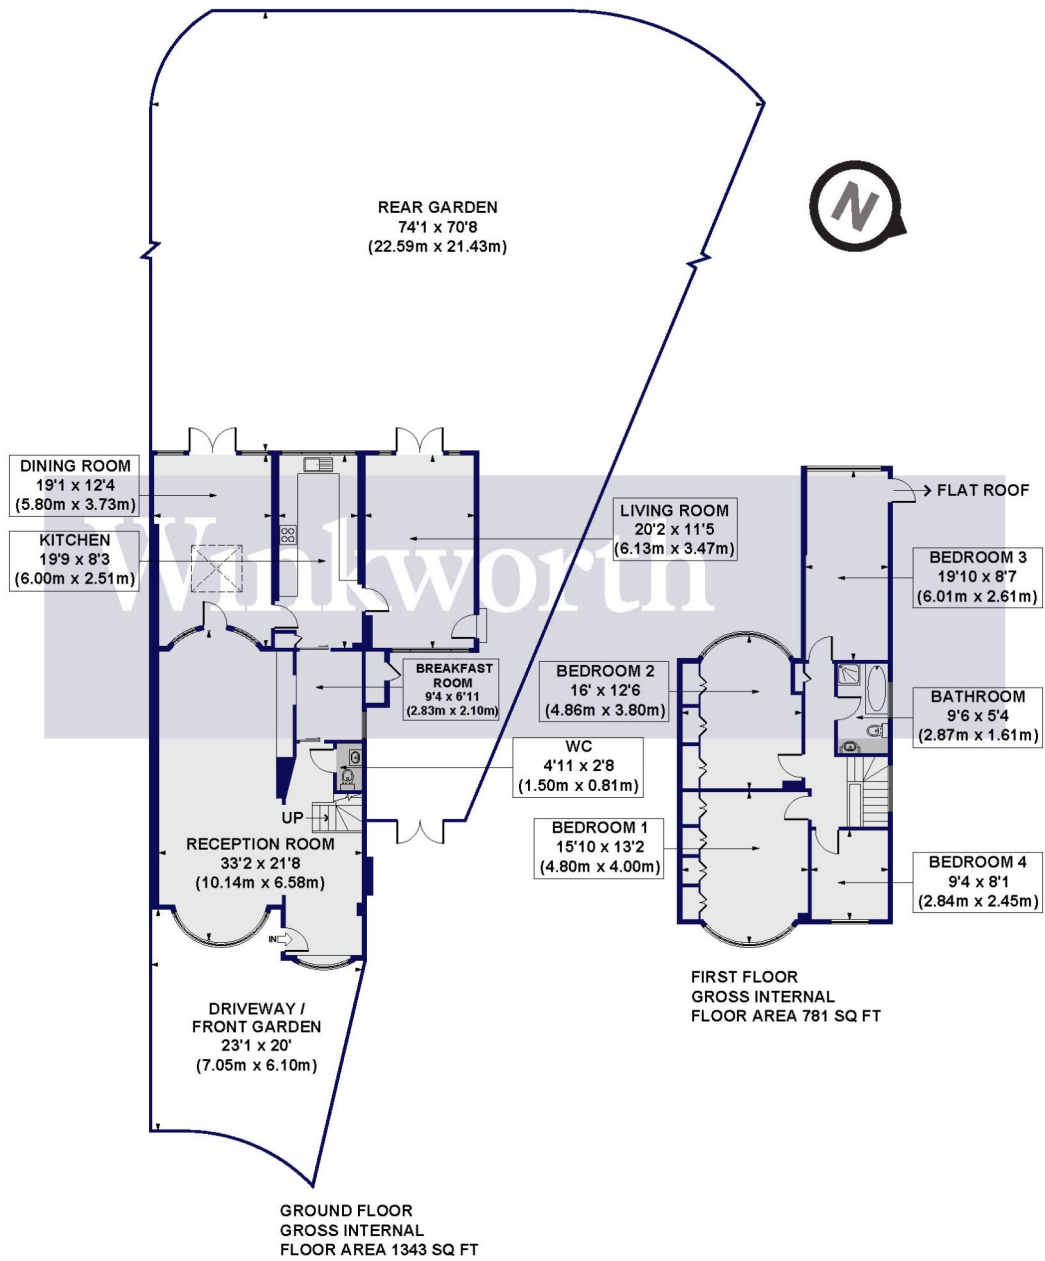 REAR GARDEN
74'1 x 70'8
(22.59m x 21.43m)
N
DINING ROOM
19'1 x 12'4
(5.80m x 3.73m)
KITCHEN
19'9 x 8'3
(6.00m x 2.51m)
LIVING ROOM
20'2 x 11'5
(6.13m x 3.47m)
Winkworth
BREAKFAST
ROOM
9'4 x 6'11
(2.83m x 2.10m)
WC
4'11 x 2'8
(1.50m x 0.81m)
UP
RECEPTION ROOM
33'2 x 21'8
(10.14m x 6.58m)
IN
DRIVEWAY /
FRONT GARDEN
23'1 x 20'
(7.05m x 6.10m)
GROUND FLOOR
GROSS INTERNAL
FLOOR AREA 1343 SQ FT
FLAT ROOF
BEDROOM 3
19'10 x 8'7
(6.01m x 2.61m)
BEDROOM 2
16' x 12'6
(4.86m x 3.80m)
BATHROOM
9'6 x 5'4
(2.87m x 1.61m)
BEDROOM 1
15'10 x 13'2
(4.80m x 4.00m)
BEDROOM 4
9'4 x 8'1
(2.84m x 2.45m)
FIRST FLOOR
GROSS INTERNAL
FLOOR AREA 781 SQ FT